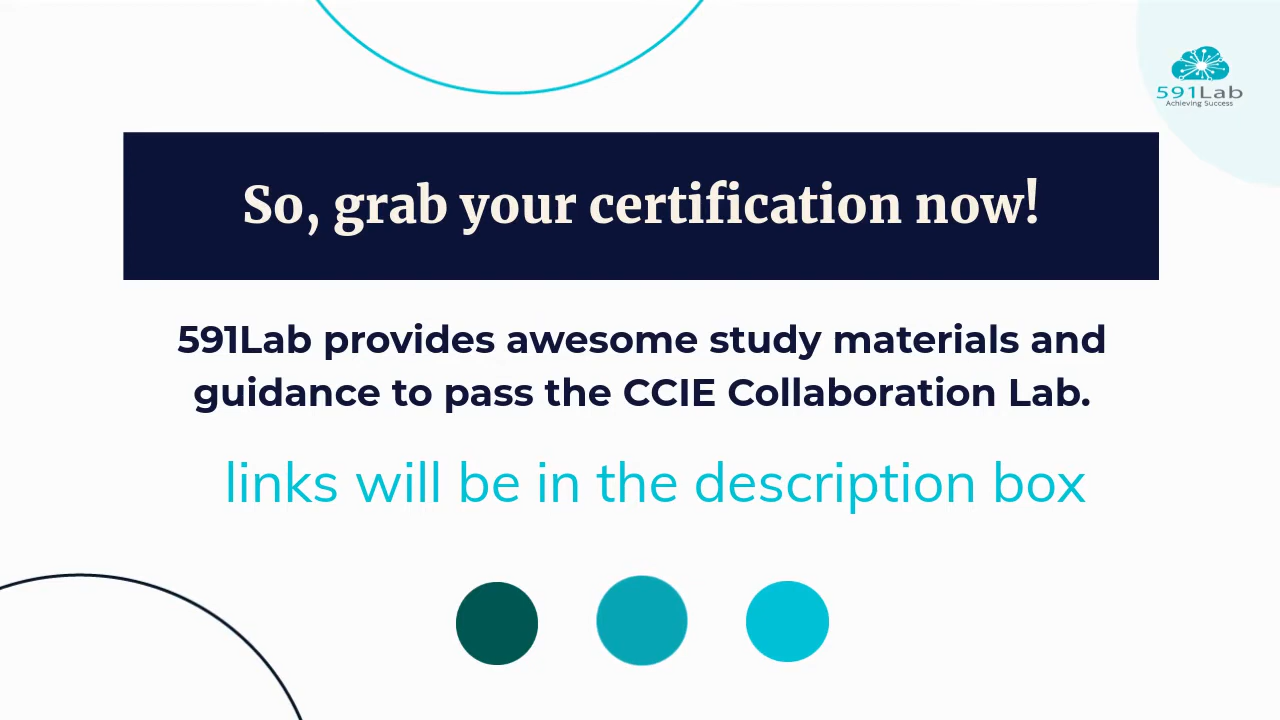 591Lab
Achieving Success
So, grab your certification now!
591Lab provides awesome study materials and
guidance to pass the CCIE Collaboration Lab.
links will be in the description box